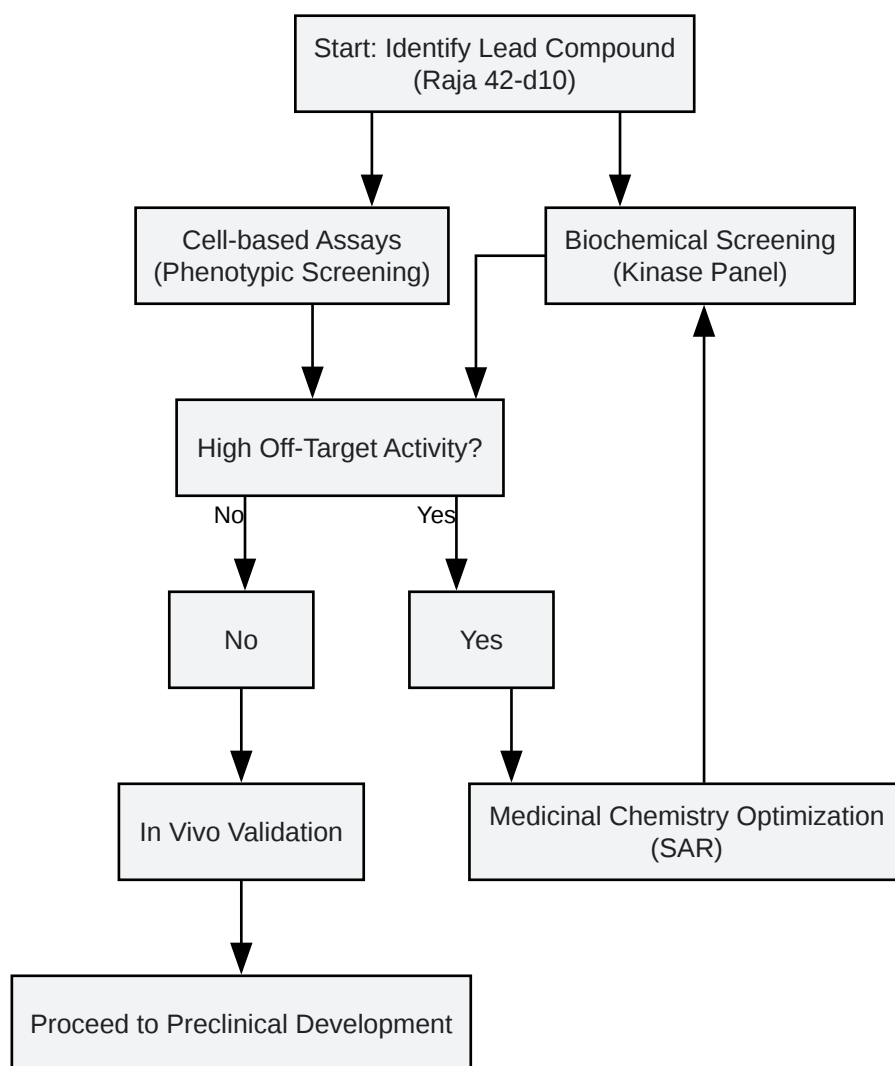 Start: Identify Lead Compound
(Raja 42-d10)
Cell-based Assays
(Phenotypic Screening)
Biochemical Screening
(Kinase Panel)
High Off-Target Activity?
No
Yes
No
Yes
In Vivo Validation
Medicinal Chemistry Optimization
(SAR)
Proceed to Preclinical Development